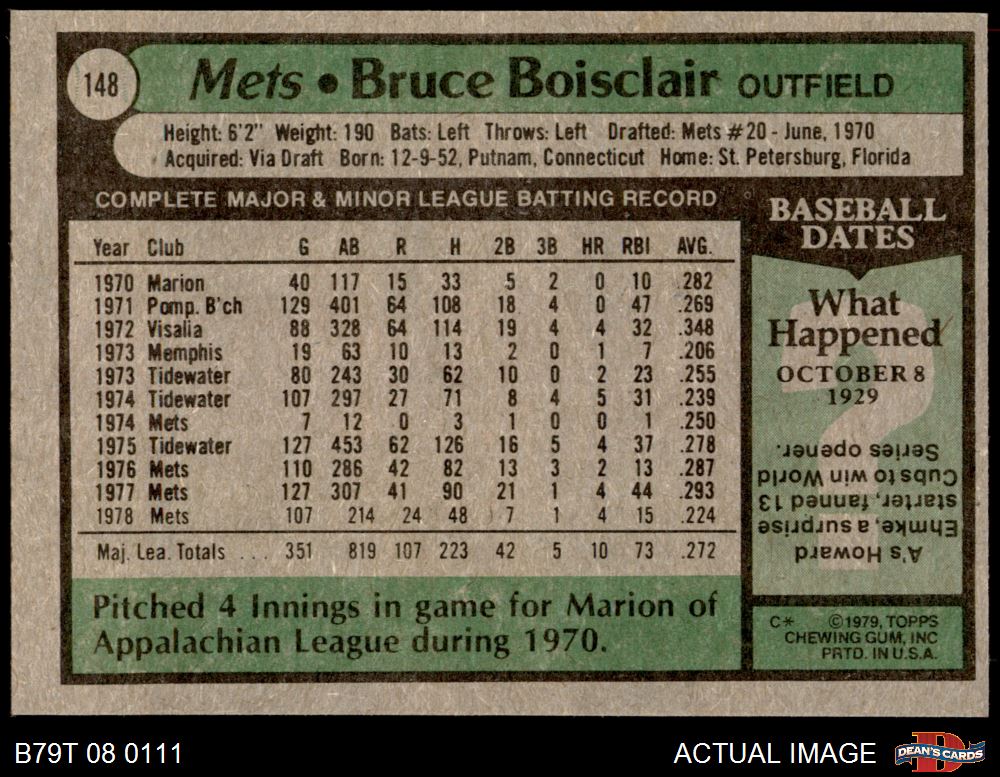 148
Mets • Bruce Boisclair OUTFIELD
Height: 6'2" Weight: 190 Bats: Left Throws: Left Drafted: Mets #20 - June, 1970
Acquired: Via Draft Born: 12-9-52, Putnam, Connecticut Home: St. Petersburg, Florida
COMPLETE MAJOR & MINOR LEAGUE BATTING RECORD
Year Club G AB R H 2B 3B HR RBI AVG.
1970 Marion 40 117 15 33 5 2 0 10 .282
1971 Pomp. B'ch 129 401 64 108 18 4 0 47 .269
1972 Visalia 88 328 64 114 19 4 4 32 .348
1973 Memphis 19 63 10 13 2 0 1 7 .206
1973 Tidewater 80 243 30 62 10 0 2 23 .255
1974 Tidewater 107 297 27 71 8 4 5 31 .239
1974 Mets 7 12 0 3 1 0 0 1 .250
1975 Tidewater 127 453 62 126 16 5 4 37 .278
1976 Mets 110 286 42 82 13 3 2 13 .287
1977 Mets 127 307 41 90 21 1 4 44 .293
1978 Mets 107 214 24 48 7 1 4 15 .224
Maj. Lea. Totals ... 351 819 107 223 42 5 10 73 .272
Pitched 4 Innings in game for Marion of
Appalachian League during 1970.
BASEBALL
DATES
What
Happened
OCTOBER 8
1929
A's Howard
Ehmke, a surprise
starter, fanned 13
Cubs to win World
Series opener.
C* ©1979, TOPPS
CHEWING GUM, INC
PRTD. IN U.S.A.
B79T 08 0111
ACTUAL IMAGE
D
DEAN'S CARDS